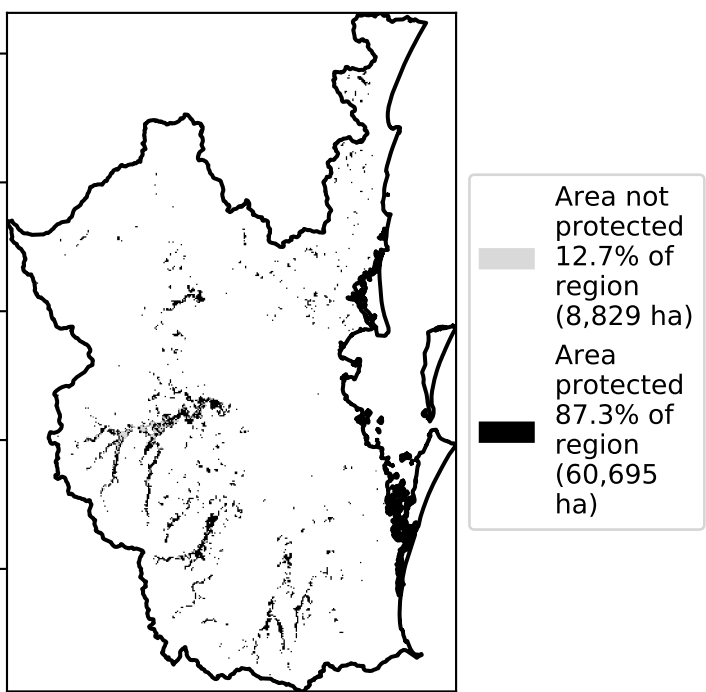 Area not
protected
12.7% of
region
(8,829 ha)
Area
protected
87.3% of
region
(60,695
ha)